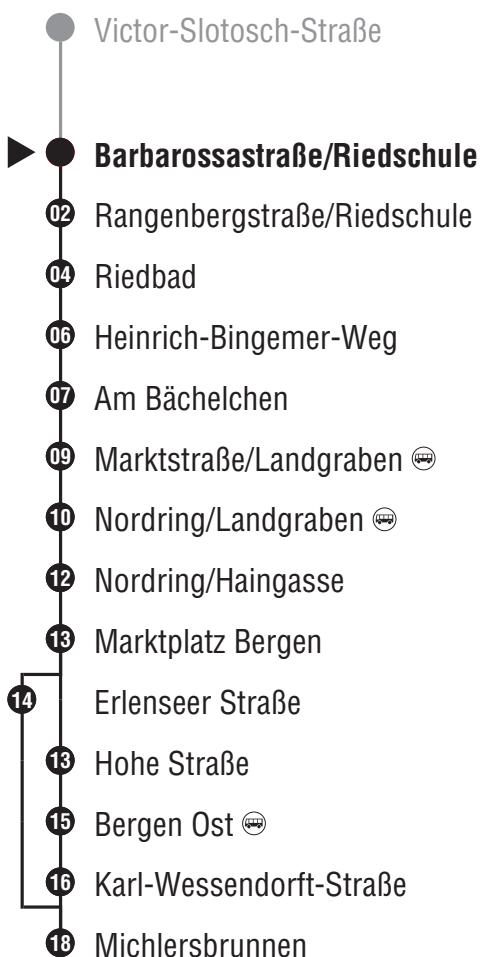 Victor-Slotosch-Straße
Barbarossastraße/Riedschule
02 Rangenbergstraße/Riedschule
04 Riedbad
06 Heinrich-Bingemer-Weg
07 Am Bächelchen
09 Marktstraße/Landgraben
10 Nordring/Landgraben
12 Nordring/Haingasse
13 Marktplatz Bergen
14 Erlenseer Straße
13 Hohe Straße
15 Bergen Ost
16 Karl-Wessendorft-Straße
18 Michlersbrunnen